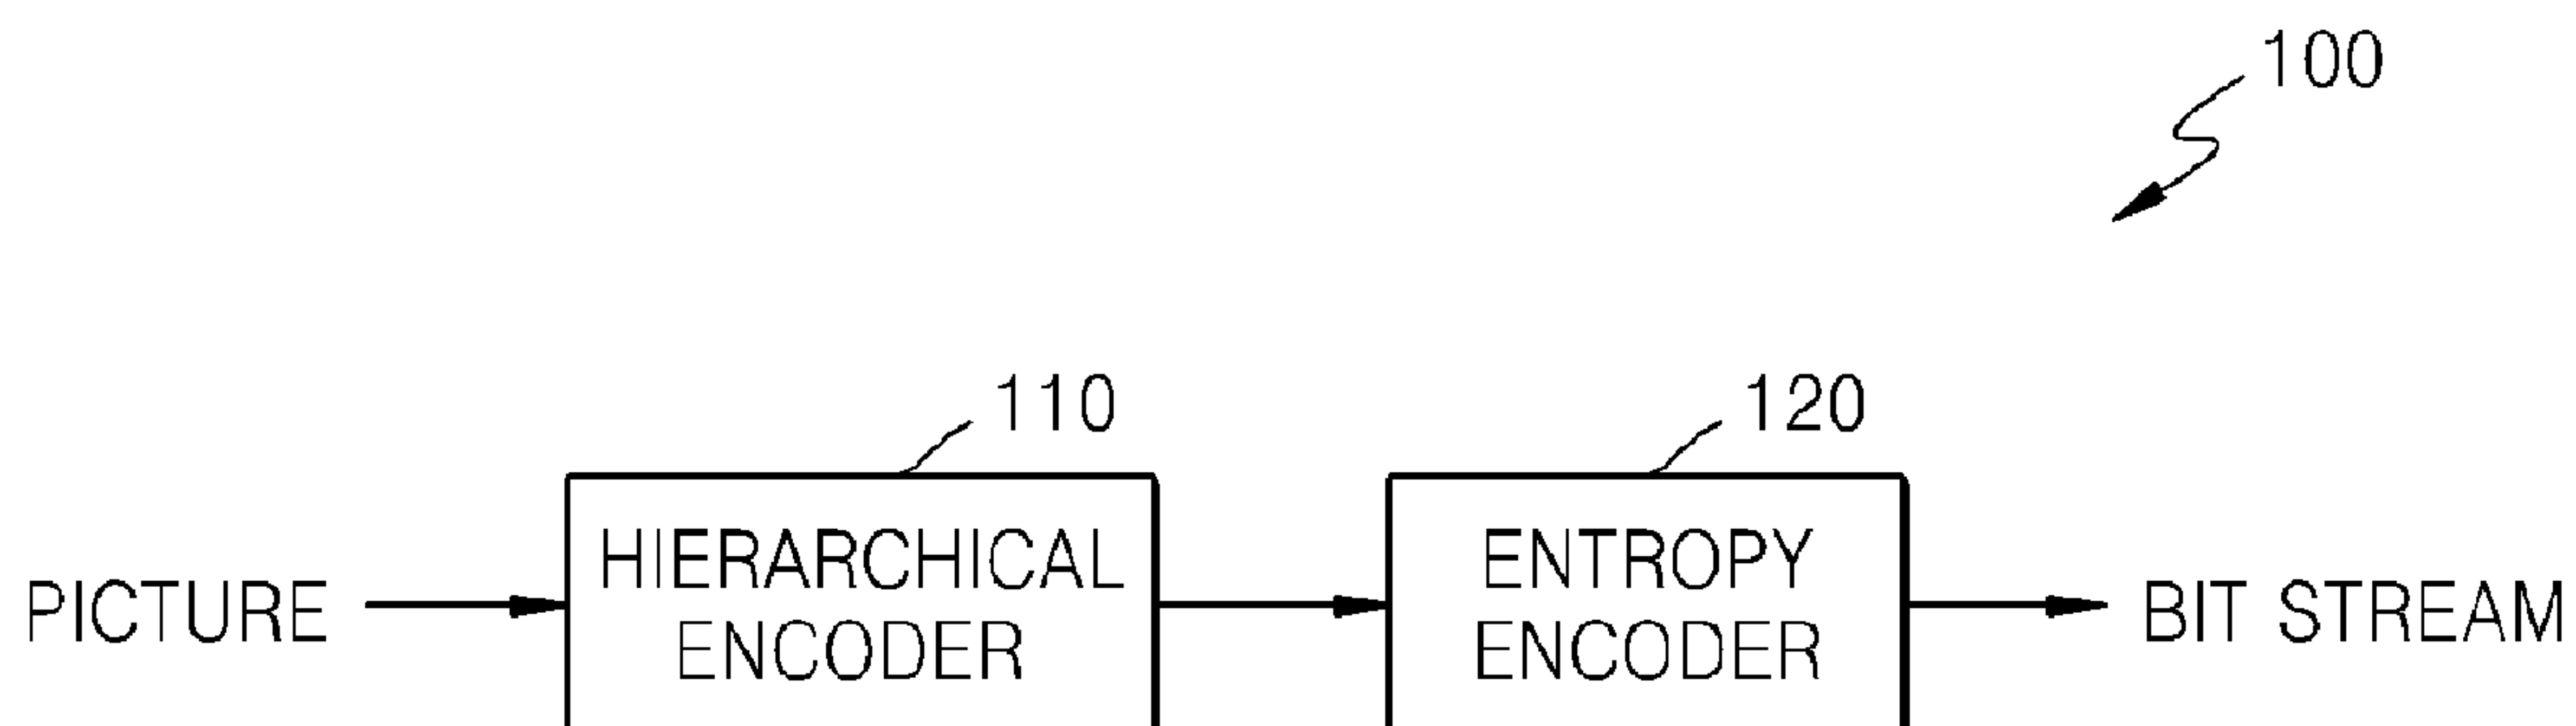 100
110
120
PICTURE
HIERARCHICAL
ENCODER
ENTROPY
ENCODER
BIT STREAM